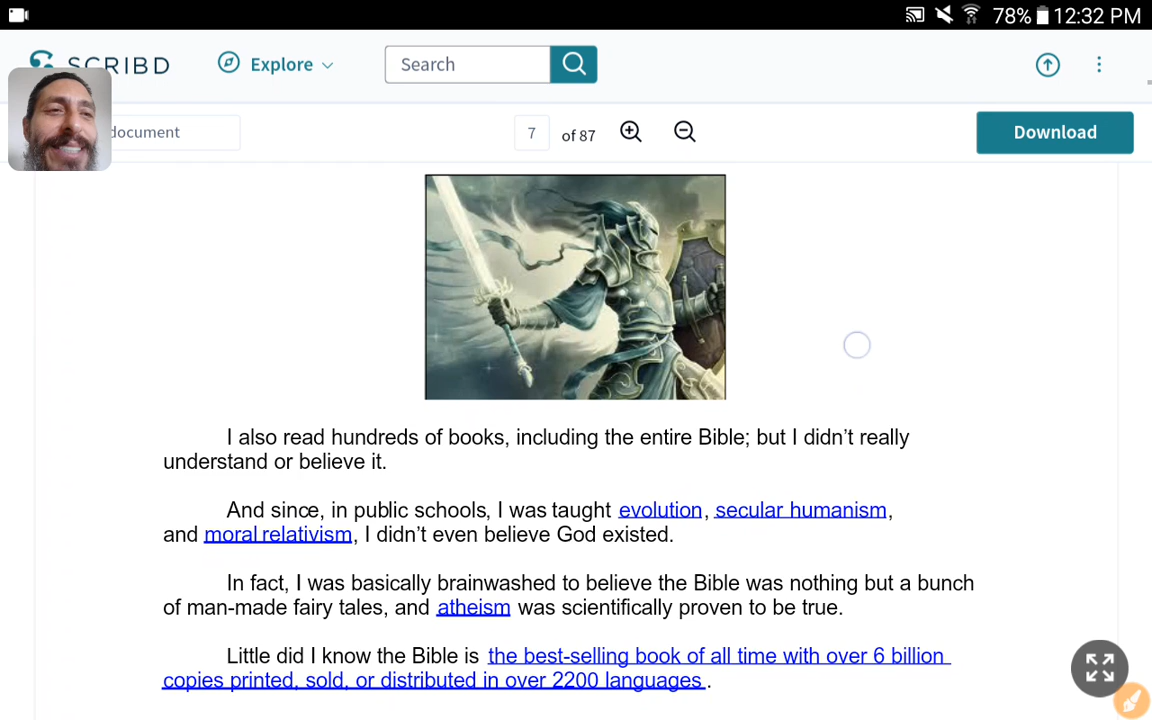 78% 12:32 PM
SCRIBD Explore Search
document 7 of 87 Download
I also read hundreds of books, including the entire Bible; but I didn’t really
understand or believe it.
And since, in public schools, I was taught evolution, secular humanism,
and moral relativism, I didn’t even believe God existed.
In fact, I was basically brainwashed to believe the Bible was nothing but a bunch
of man-made fairy tales, and atheism was scientifically proven to be true.
Little did I know the Bible is the best-selling book of all time with over 6 billion
copies printed, sold, or distributed in over 2200 languages.